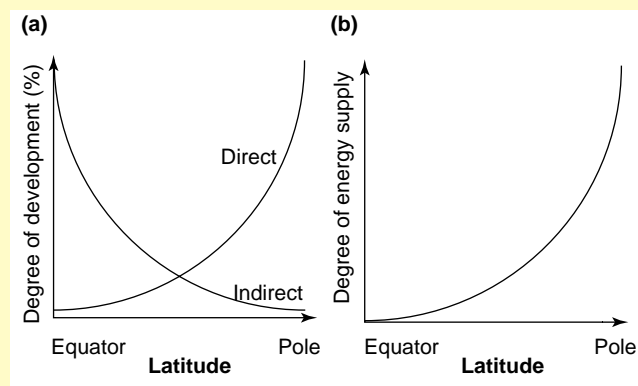 (a)
Degree of development (%)
Direct
Indirect
Equator
Pole
Latitude
(b)
Degree of energy supply
Equator
Pole
Latitude